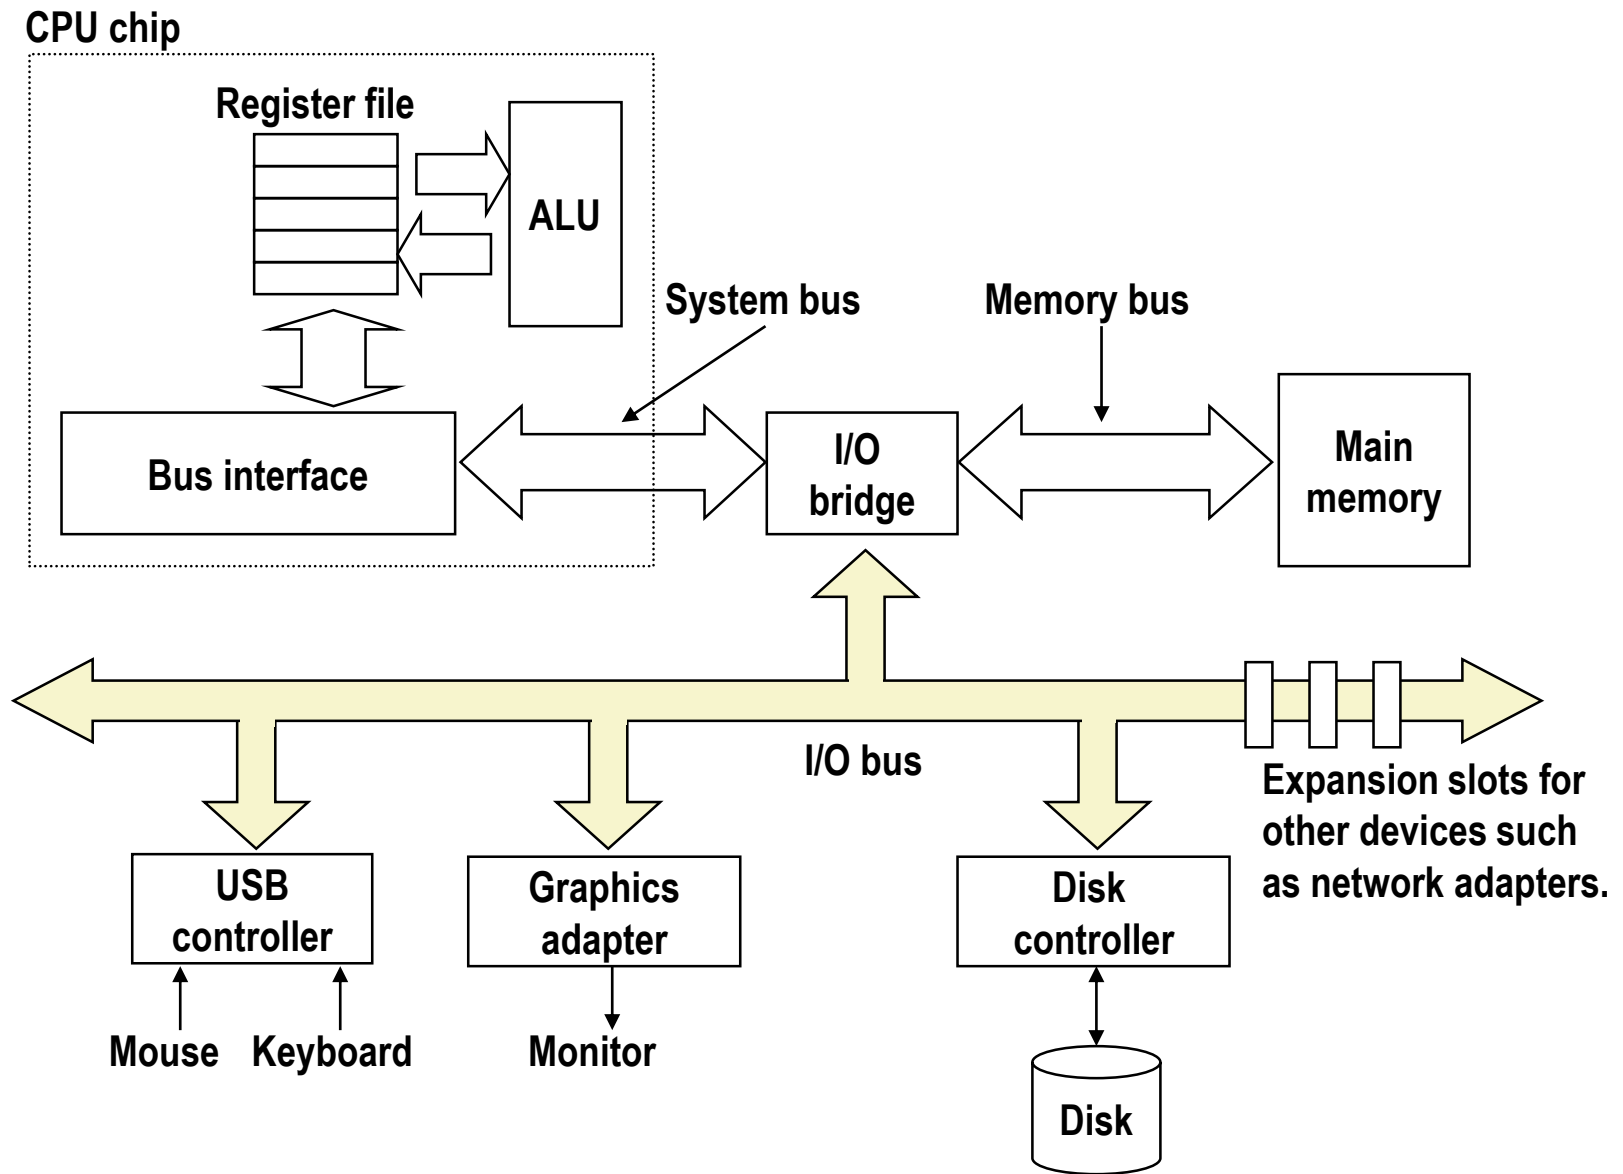 CPU chip
Register file
ALU
System bus
Memory bus
Bus interface
I/O
bridge
Main
memory
I/O bus
Expansion slots for
other devices such
as network adapters.
USB
controller
Graphics
adapter
Disk
controller
Mouse
Keyboard
Monitor
Disk